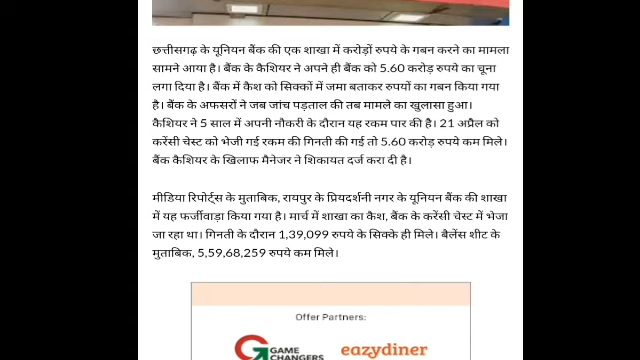 छत्तीसगढ़ के यूनियन बैंक की एक शाखा में करोड़ों रुपये के गबन करने का मामला
सामने आया है। बैंक के कैशियर ने अपने ही बैंक को 5.60 करोड़ रुपये का चूना
लगा दिया है। बैंक में कैश को सिक्कों में जमा बताकर रुपयों का गबन किया गया
है। बैंक के अफसरों ने जब जांच पड़ताल की तब मामले का खुलासा हुआ।
कैशियर ने 5 साल में अपनी नौकरी के दौरान यह रकम पार की है। 21 अप्रैल को
करेंसी चेस्ट को भेजी गई रकम की गिनती की गई तो 5.60 करोड़ रुपये कम मिले।
बैंक कैशियर के खिलाफ मैनेजर ने शिकायत दर्ज करा दी है।
मीडिया रिपोर्ट्स के मुताबिक, रायपुर के प्रियदर्शनी नगर के यूनियन बैंक की शाखा
में यह फर्जीवाड़ा किया गया है। मार्च में शाखा का कैश, बैंक के करेंसी चेस्ट में भेजा
जा रहा था। गिनती के दौरान 1,39,099 रुपये के सिक्के ही मिले। बैलेंस शीट के
मुताबिक, 5,59,68,259 रुपये कम मिले।
Offer Partners:
GAME CHANGERS
eazydiner